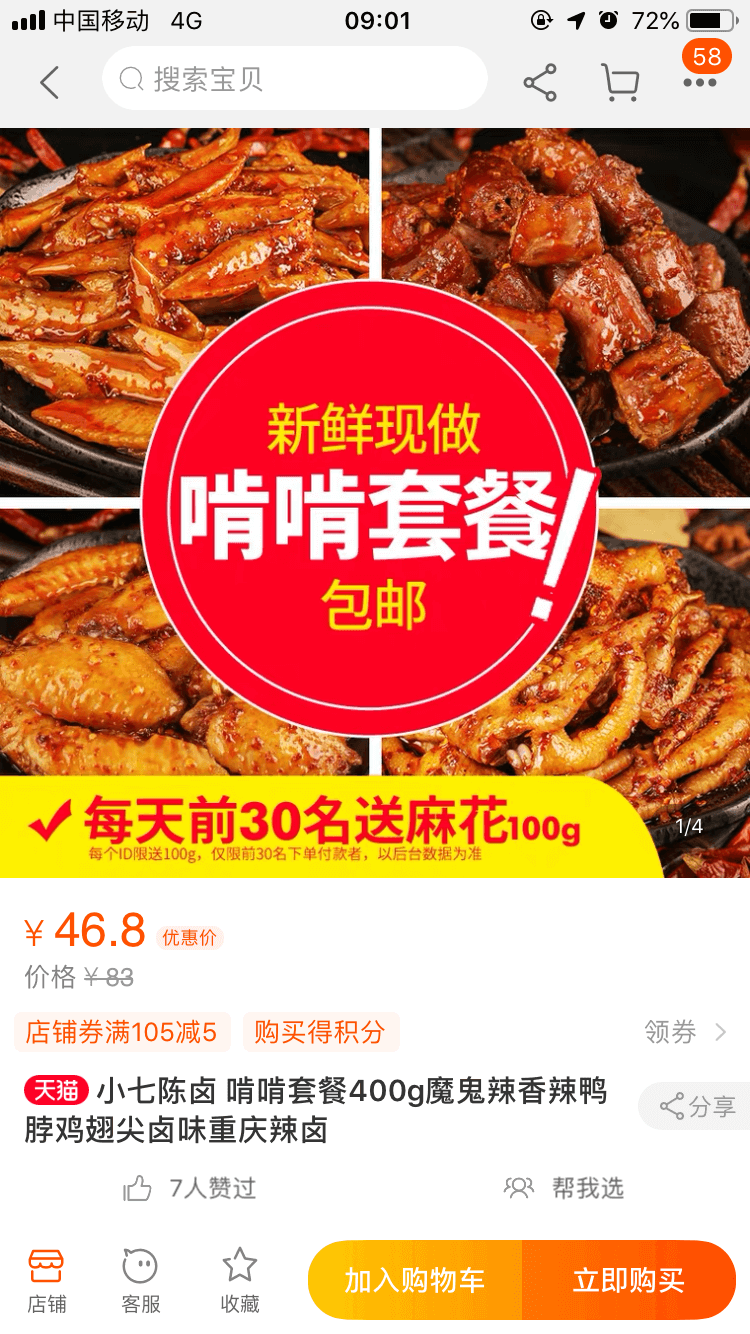 中国移动 4G 09:01 72%
58
搜索宝贝
新鲜现做
啃啃套餐!
包邮
每天前30名送麻花100g
每个ID限送100g，仅限前30名下单付款者，以后台数据为准
1/4
¥ 46.8 优惠价
价格 ¥83
店铺券满105减5 购买得积分 领券
天猫 小七陈卤 啃啃套餐400g魔鬼辣香辣鸭
脖鸡翅尖卤味重庆辣卤
分享
7人赞过 帮我选
店铺 客服 收藏 加入购物车 立即购买